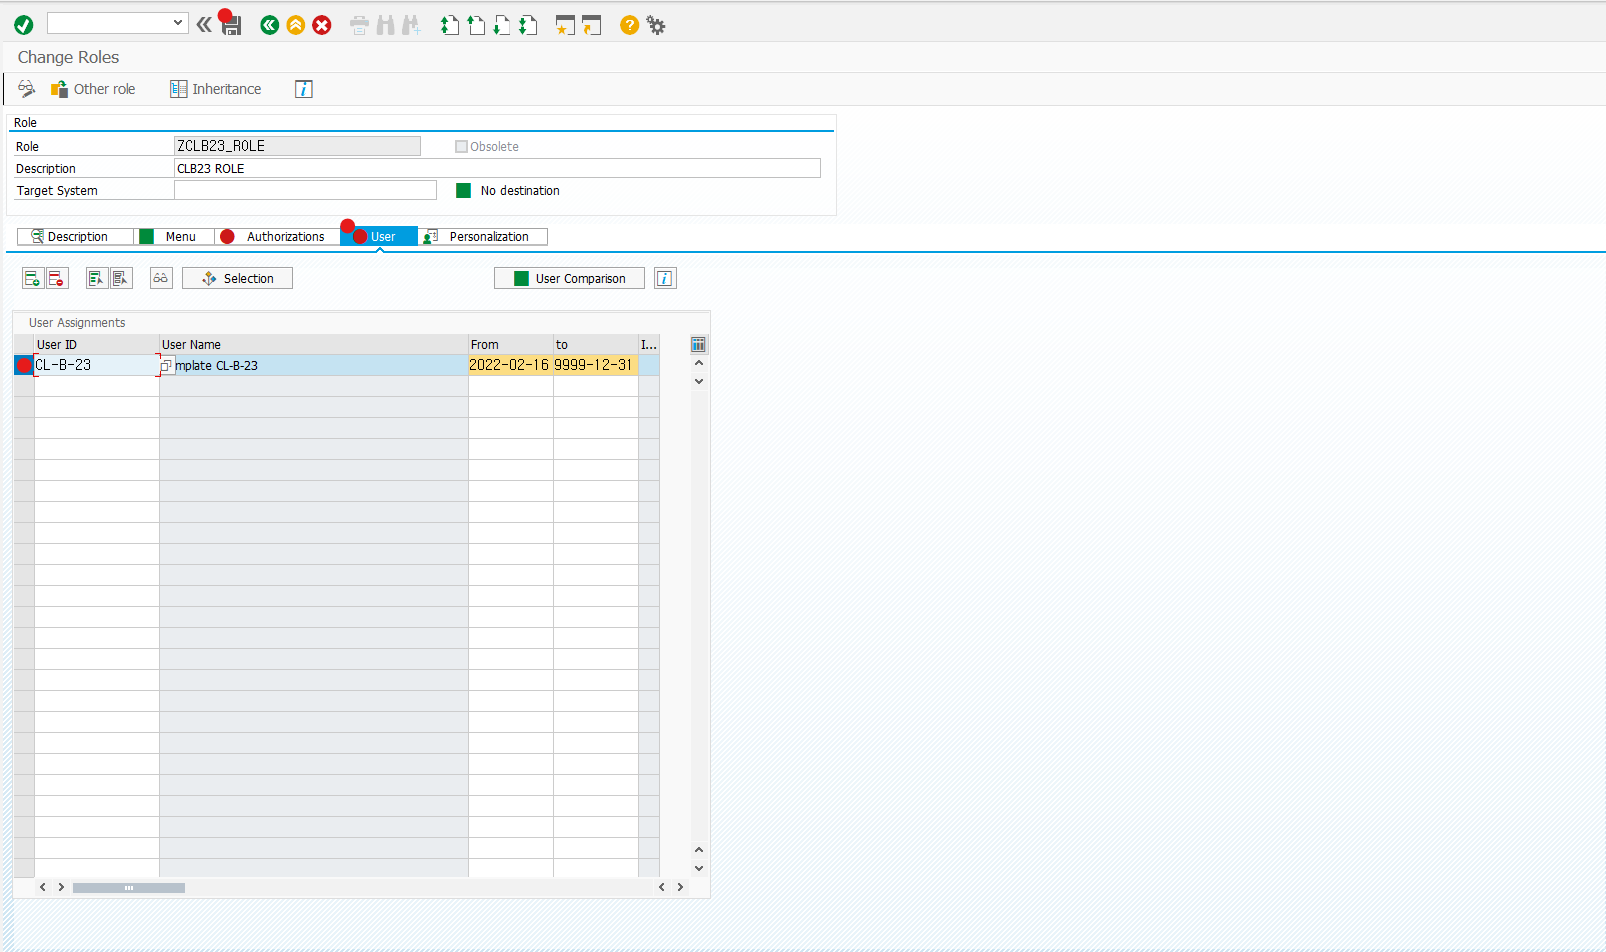 Change Roles
Other role Inheritance
Role
Role ZCLB23_ROLE Obsolete
Description CLB23 ROLE
Target System No destination
Description Menu Authorizations User Personalization
Selection User Comparison
User Assignments
User ID User Name From to I...
CL-B-23 mplate CL-B-23 2022-02-16 9999-12-31